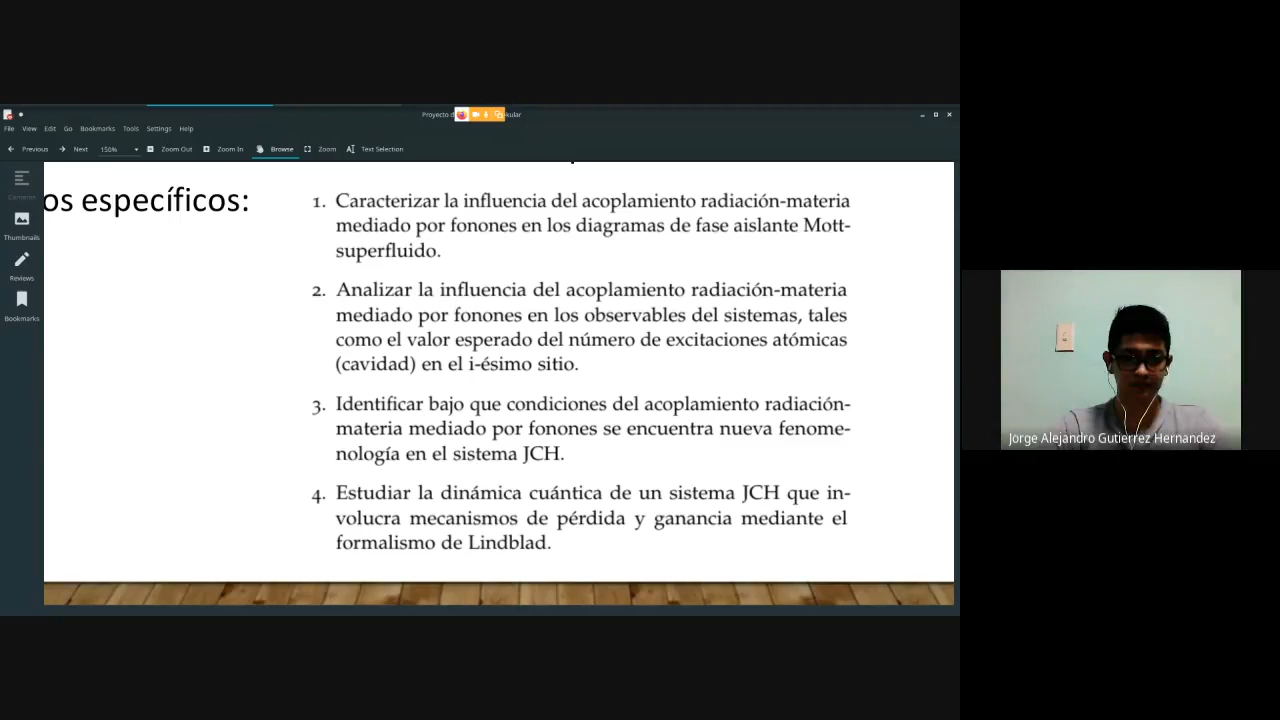 Proyecto d
kular
File View Edit Go Bookmarks Tools Settings Help
Previous Next 150% Zoom Out Zoom In Browse Zoom Text Selection
Thumbnails
Reviews
Bookmarks
os específicos:
1. Caracterizar la influencia del acoplamiento radiación-materia
mediado por fonones en los diagramas de fase aislante Mott-
superfluido.
2. Analizar la influencia del acoplamiento radiación-materia
mediado por fonones en los observables del sistemas, tales
como el valor esperado del número de excitaciones atómicas
(cavidad) en el i-ésimo sitio.
3. Identificar bajo que condiciones del acoplamiento radiación-
materia mediado por fonones se encuentra nueva fenome-
nología en el sistema JCH.
4. Estudiar la dinámica cuántica de un sistema JCH que in-
volucra mecanismos de pérdida y ganancia mediante el
formalismo de Lindblad.
Jorge Alejandro Gutierrez Hernandez